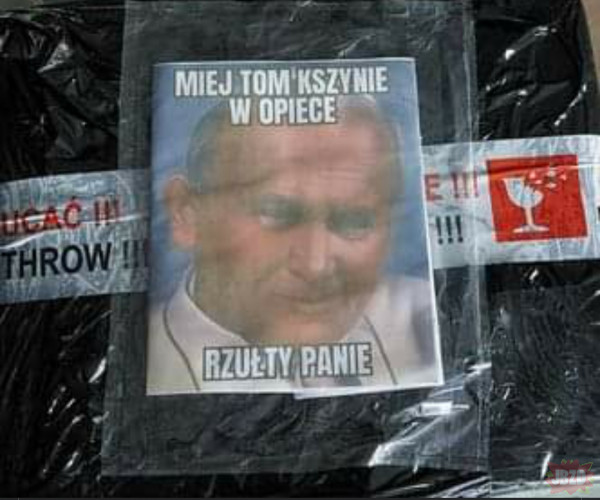 MIEJ TOM'KSZYNIE
W OPIECE
UCAĆ !!!
THROW !!!
E !!!
!!!
RZUŁTY PANIE